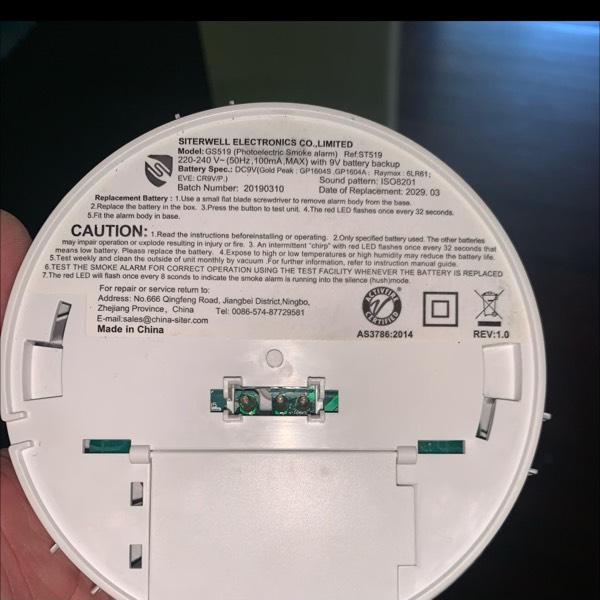 SITERWELL ELECTRONICS CO.,LIMITED
Model:GS519 (Photoelectric Smoke alarm) Ref:ST519
220-240 V~(50Hz,100mA,MAX) with 9V battery backup
Battery Spec.: DC9V(Gold Peak : GP1604S ,GP1604A ; Raymax : 6LR61;
EVE: CR9V/P.) Sound pattern: ISO8201
Batch Number: 20190310 Date of Replacement: 2029. 03
Replacement Battery : 1.Use a small flat blade screwdriver to remove alarm body from the base.
2.Replace the battery in the box. 3.Press the button to test unit. 4.The red LED flashes once every 32 seconds.
5.Fit the alarm body in base.
CAUTION: 1.Read the instructions beforeinstalling or operating. 2.Only specified battery used. The other batteries
may impair operation or explode resulting in injury or fire. 3. An intermittent "chirp" with red LED flashes once every 32 seconds that
means low battery. Please replace the battery. 4.Expose to high or low temperatures or high humidity may reduce the battery life.
5.Test weekly and clean the outside of unit monthly by vacuum For further information, refer to instruction manual guide.
6.TEST THE SMOKE ALARM FOR CORRECT OPERATION USING THE TEST FACILITY WHENEVER THE BATTERY IS REPLACED
7.The red LED will flash once every 8 seconds to indicate the smoke alarm is running into the silence (hush)mode.
For repair or service return to:
Address: No.666 Qingfeng Road, Jiangbei District,Ningbo,
Zhejiang Province, China Tel: 0086-574-87729581
E-mail:sales@china-siter.com
Made in China
ACTIVFIRE
CERTIFIED
AS3786:2014 REV:1.0